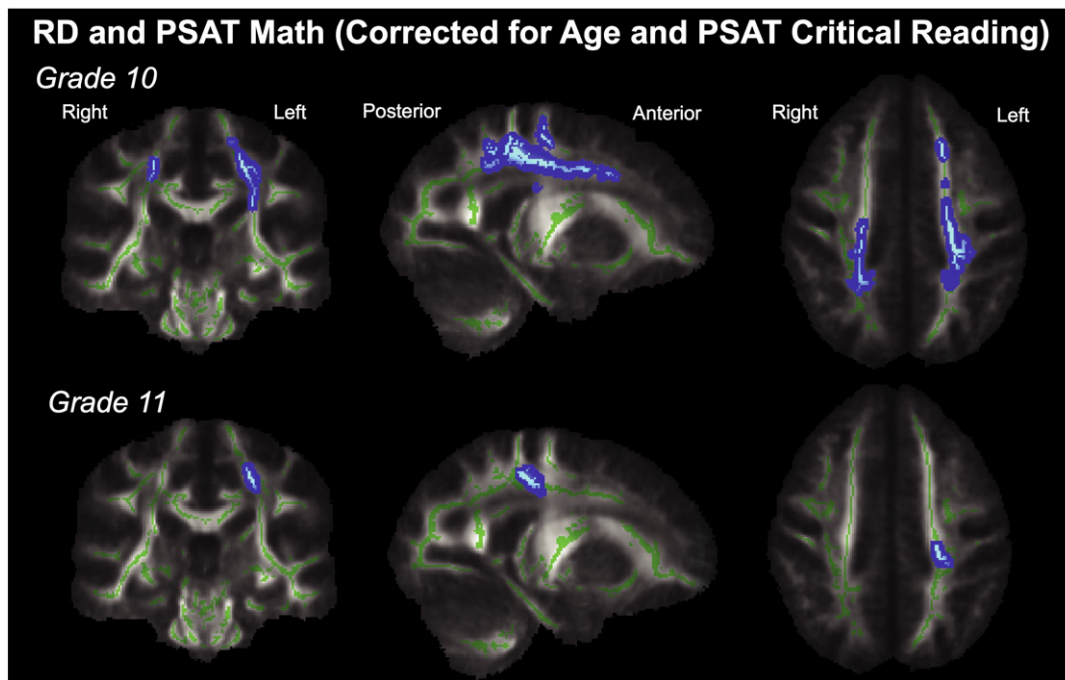 RD and PSAT Math (Corrected for Age and PSAT Critical Reading)
Grade 10
Right Left Posterior Anterior Right Left
Grade 11